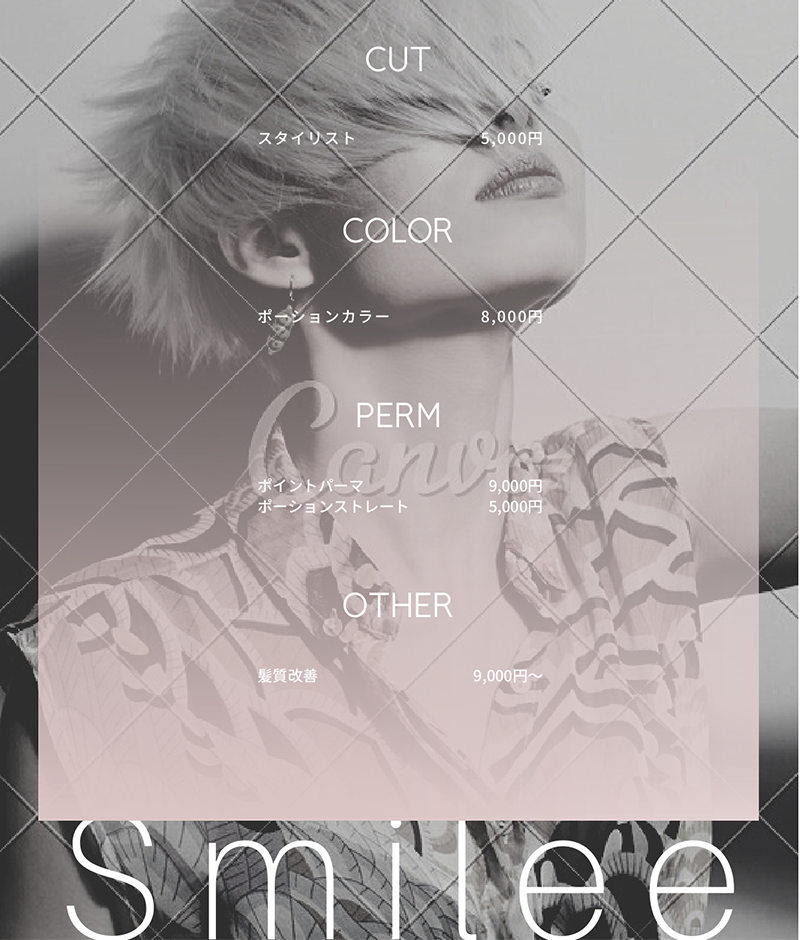 CUT
スタイリスト 5,000円
COLOR
ポーションカラー 8,000円
PERM
Canva
ポイントパーマ 9,000円
ポーションストレート 5,000円
OTHER
髪質改善 9,000円〜
Smilee